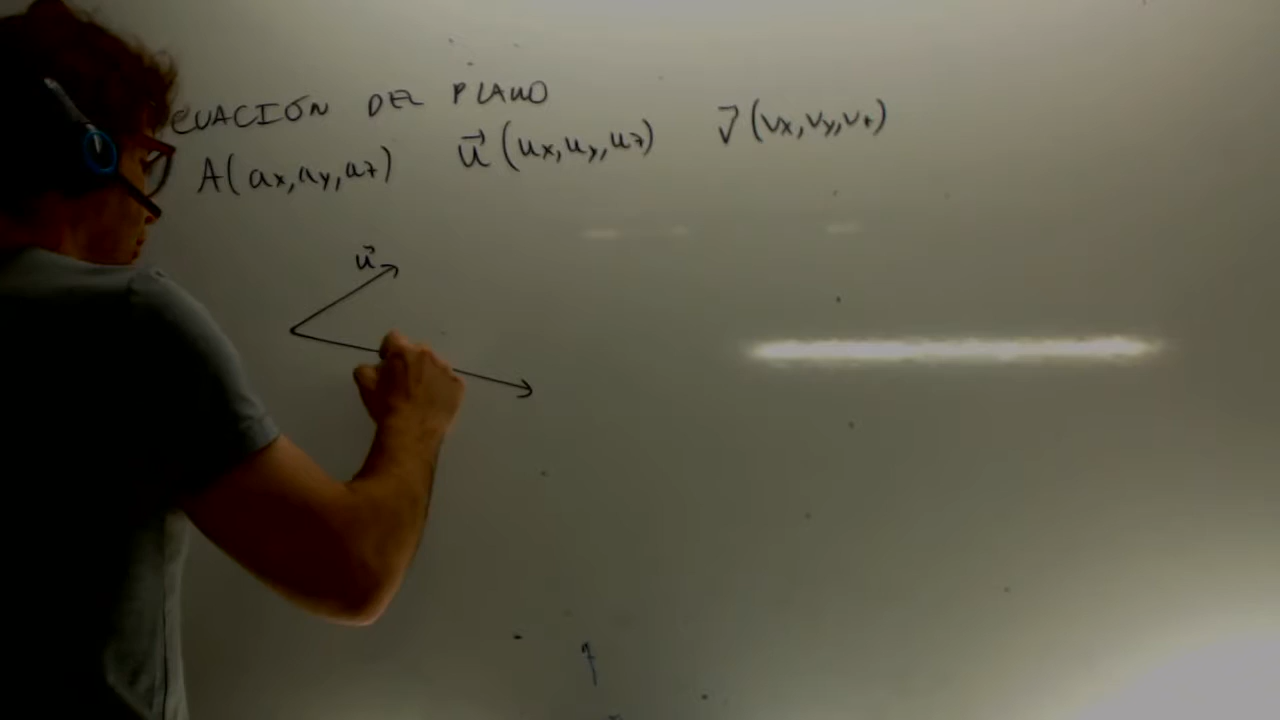 ECUACIÓN DEL PLANO
A(ax,ay,az) u⃗(ux,uy,uz) v⃗(vx,vy,vz)
u⃗